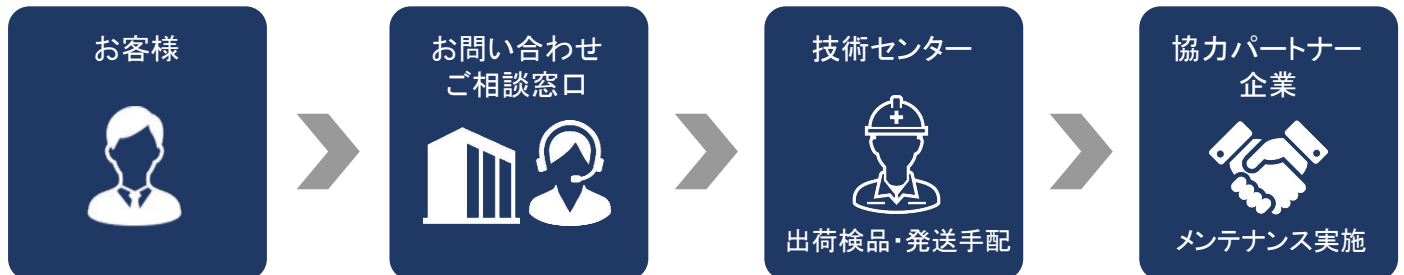 お客様
お問い合わせ
ご相談窓口
技術センター
出荷検品・発送手配
協力パートナー
企業
メンテナンス実施